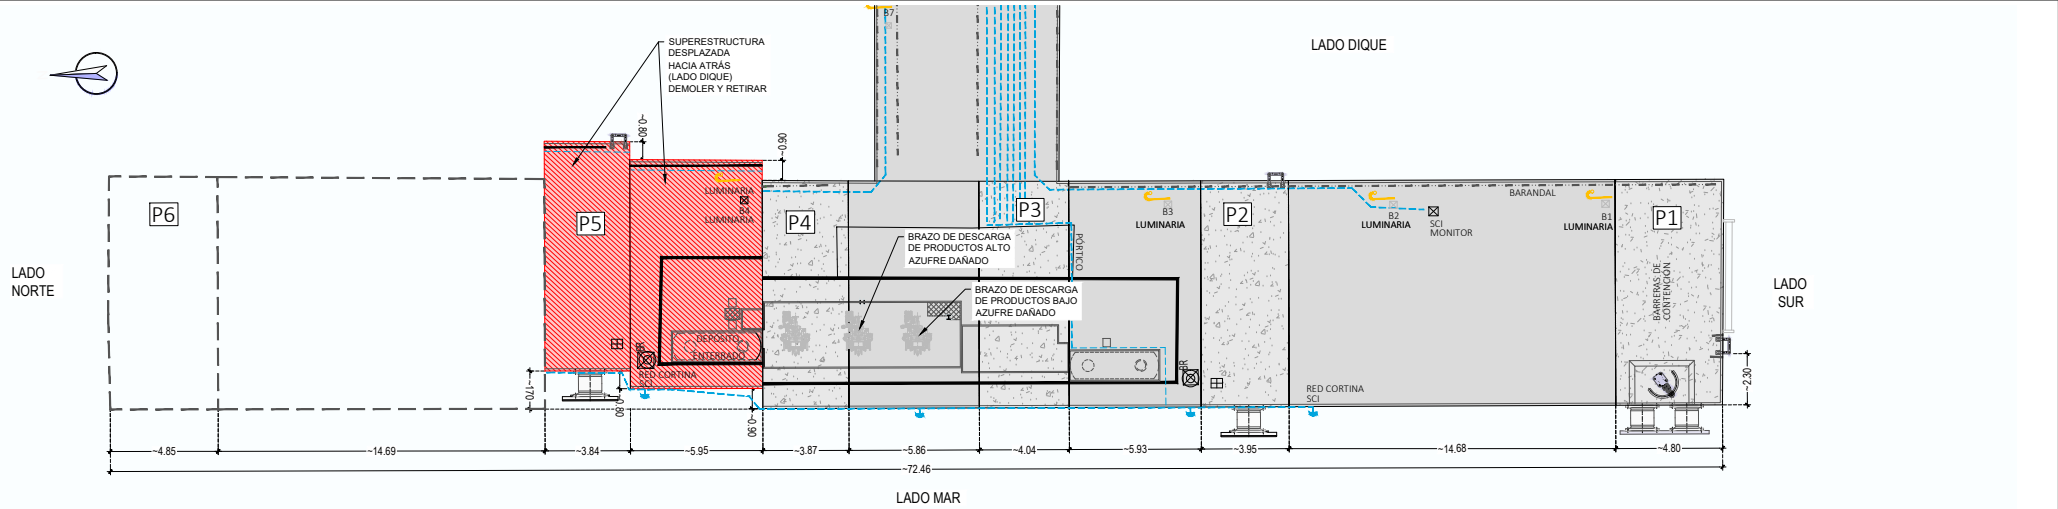 B7
LADO DIQUE
SUPERESTRUCTURA
DESPLAZADA
HACIA ATRÁS
(LADO DIQUE)
DEMOLER Y RETIRAR
~0.80
~0.90
P6
P5
LUMINARIA
B4
LUMINARIA
P4
P3
B3
LUMINARIA
P2
B2
LUMINARIA
SCI
MONITOR
BARANDAL
B1
LUMINARIA
P1
LADO
NORTE
BRAZO DE DESCARGA
DE PRODUCTOS ALTO
AZUFRE DAÑADO
PÓRTICO
BRAZO DE DESCARGA
DE PRODUCTOS BAJO
AZUFRE DAÑADO
BARRERAS DE
CONTENCIÓN
LADO
SUR
DEPÓSITO
ENTERRADO
BR
RED CORTINA
SCI
BR
RED CORTINA
SCI
~2.30
~1.70
~0.80
~0.90
~4.85
~14.69
~3.84
~5.95
~3.87
~5.86
~4.04
~5.93
~3.95
~14.68
~4.80
~72.46
LADO MAR